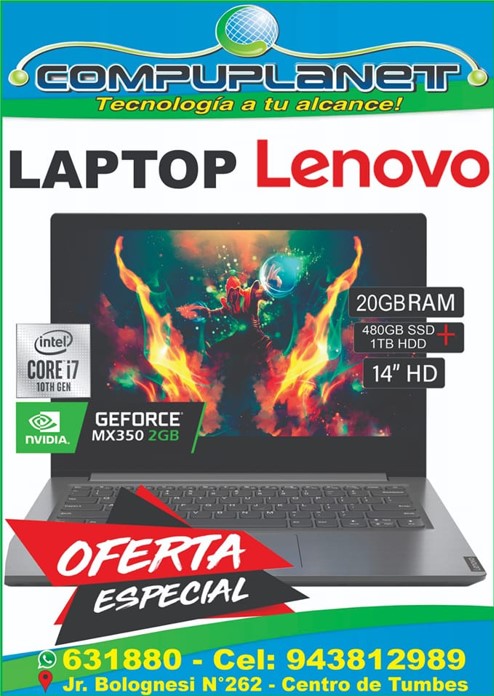 COMPUPLANET
Tecnología a tu alcance!
LAPTOP Lenovo
20GB RAM
480GB SSD +
1TB HDD
14” HD
intel
CORE i7
10TH GEN
NVIDIA.
GEFORCE
MX350 2GB
Lenovo
OFERTA
ESPECIAL
631880 - Cel: 943812989
Jr. Bolognesi N°262 - Centro de Tumbes